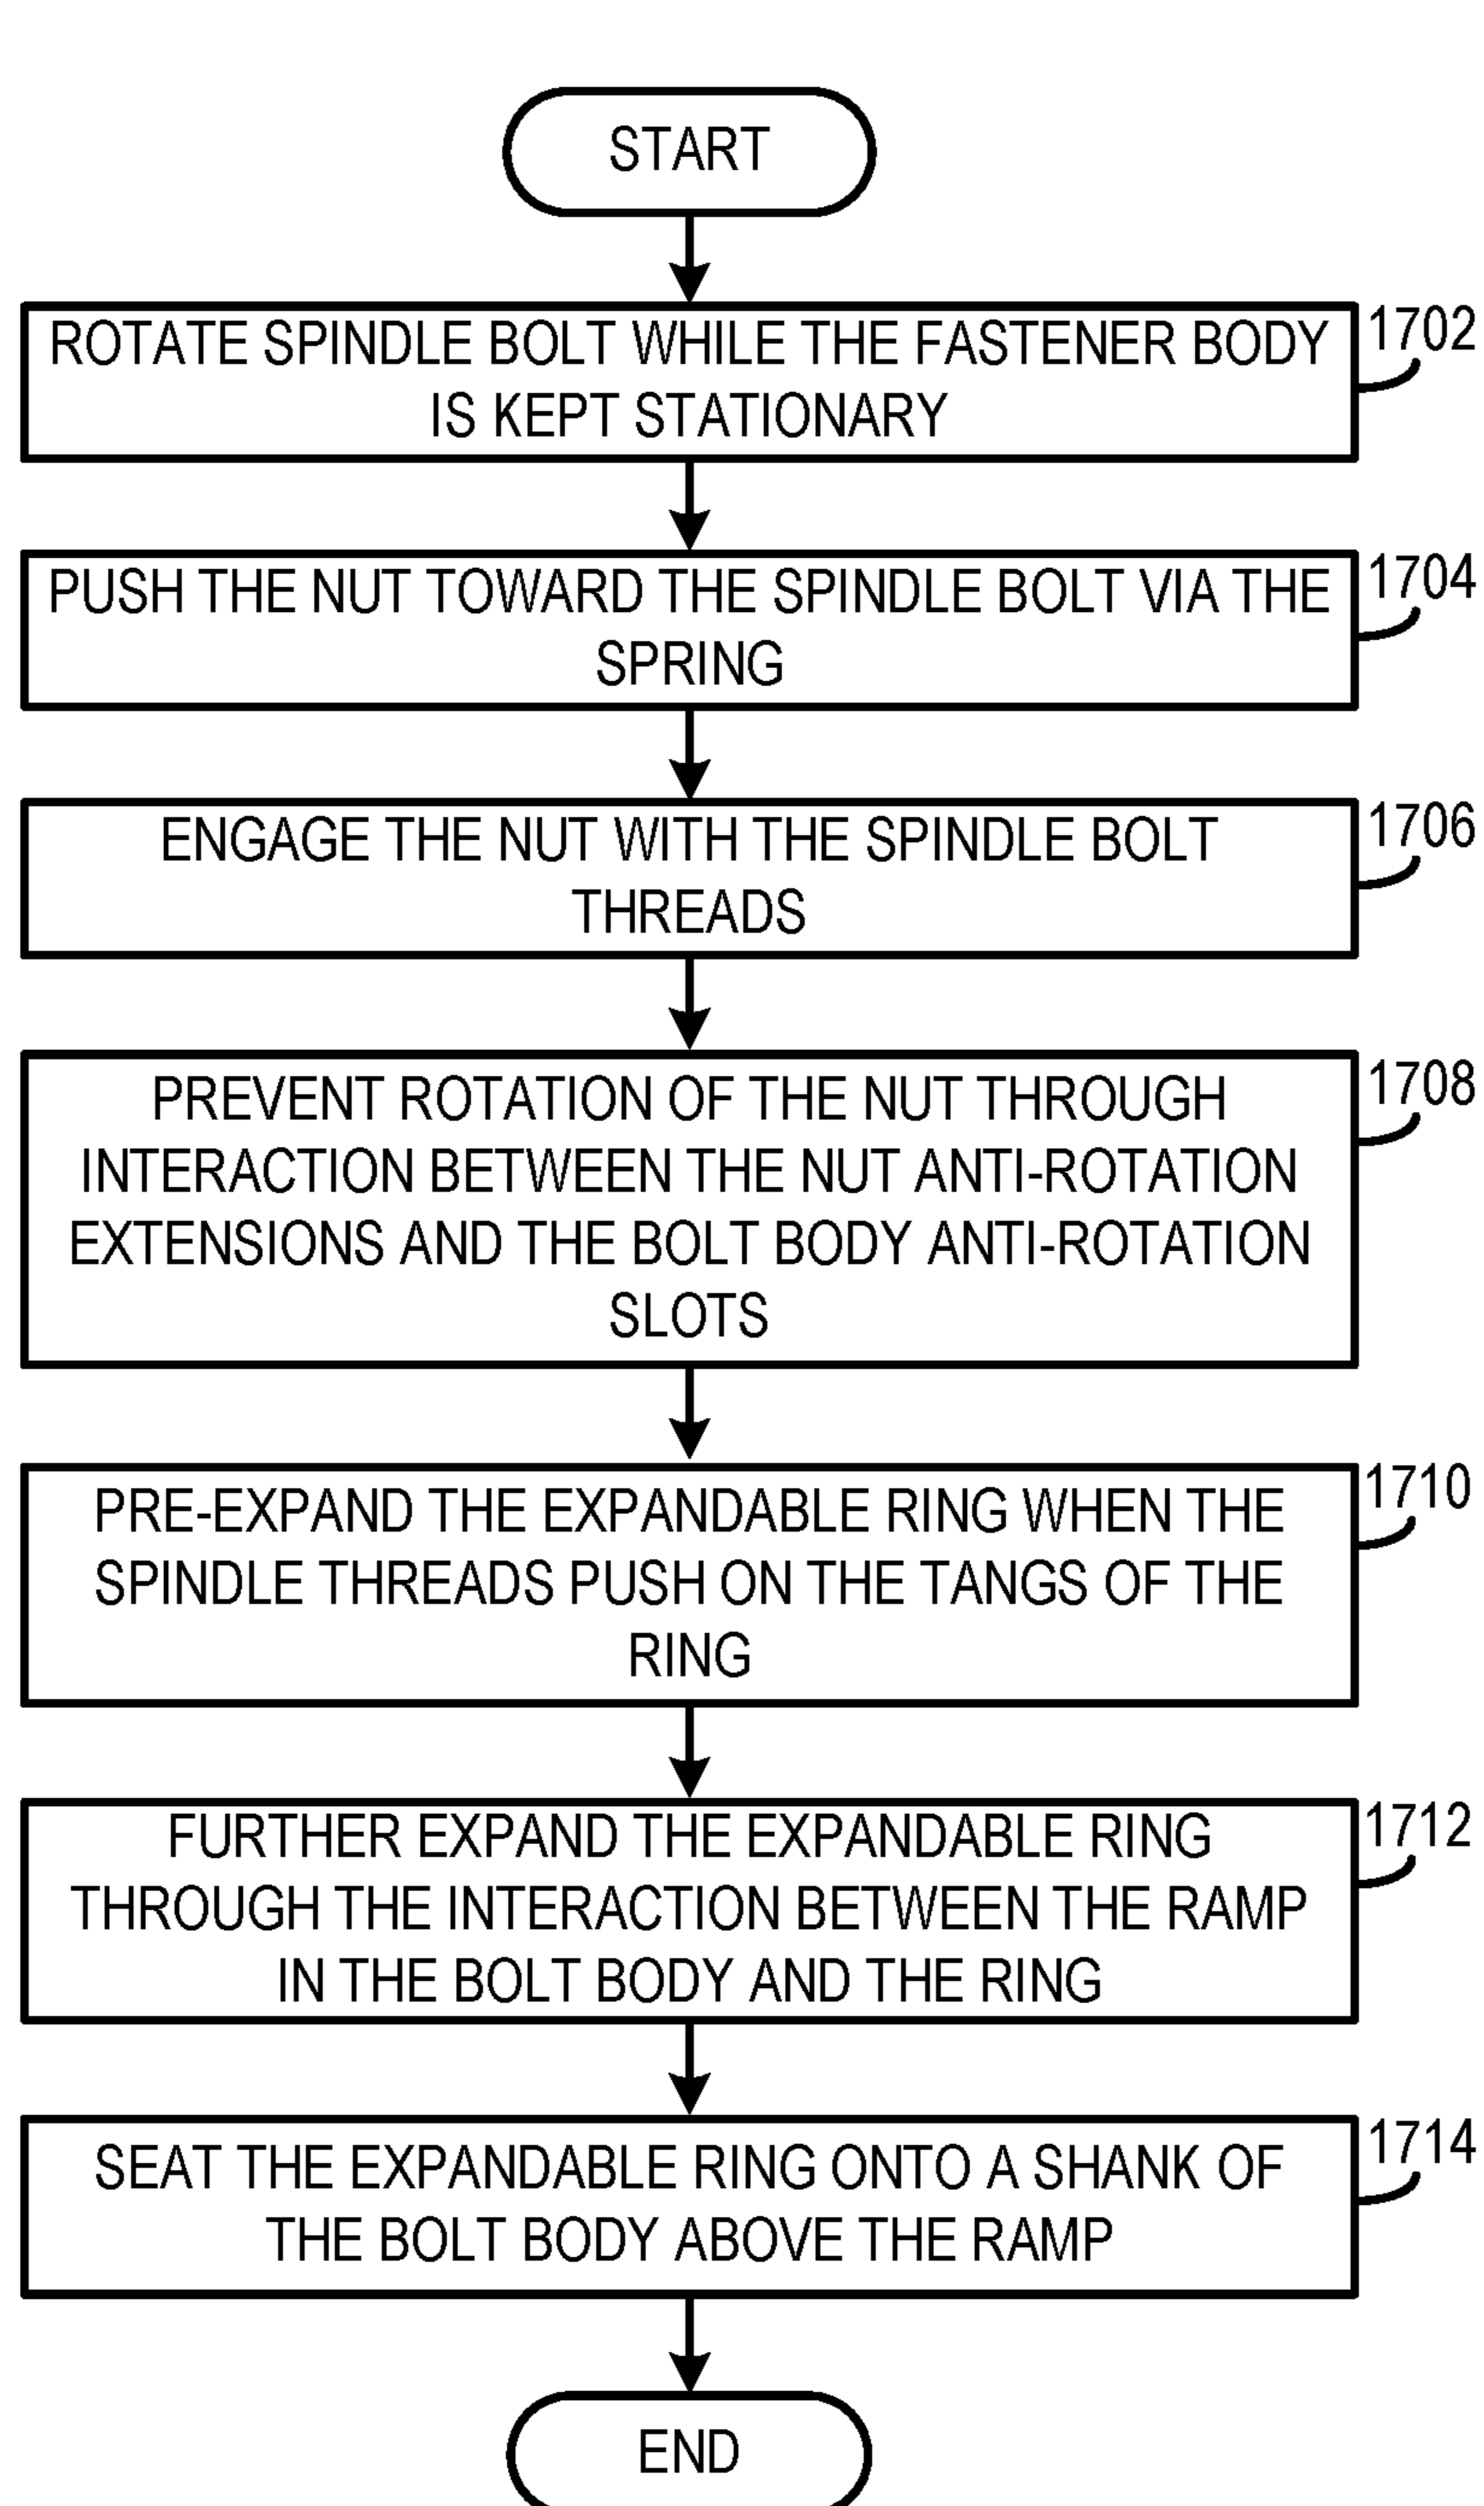 START
ROTATE SPINDLE BOLT WHILE THE FASTENER BODY
IS KEPT STATIONARY
1702
PUSH THE NUT TOWARD THE SPINDLE BOLT VIA THE
SPRING
1704
ENGAGE THE NUT WITH THE SPINDLE BOLT
THREADS
1706
PREVENT ROTATION OF THE NUT THROUGH
INTERACTION BETWEEN THE NUT ANTI-ROTATION
EXTENSIONS AND THE BOLT BODY ANTI-ROTATION
SLOTS
1708
PRE-EXPAND THE EXPANDABLE RING WHEN THE
SPINDLE THREADS PUSH ON THE TANGS OF THE
RING
1710
FURTHER EXPAND THE EXPANDABLE RING
THROUGH THE INTERACTION BETWEEN THE RAMP
IN THE BOLT BODY AND THE RING
1712
SEAT THE EXPANDABLE RING ONTO A SHANK OF
THE BOLT BODY ABOVE THE RAMP
1714
END